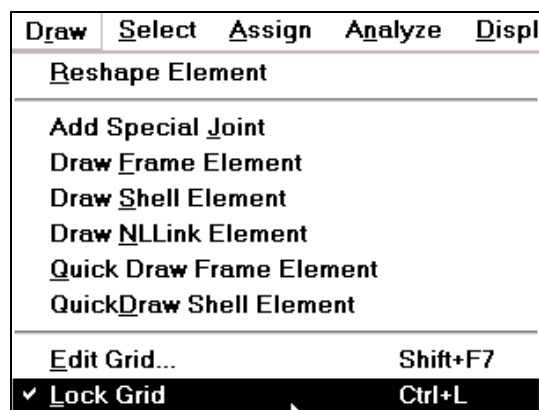 Draw Select Assign Analyze Displ
Reshape Element
Add Special Joint
Draw Frame Element
Draw Shell Element
Draw NLLink Element
Quick Draw Frame Element
QuickDraw Shell Element
Edit Grid... Shift+F7
✓ Lock Grid Ctrl+L